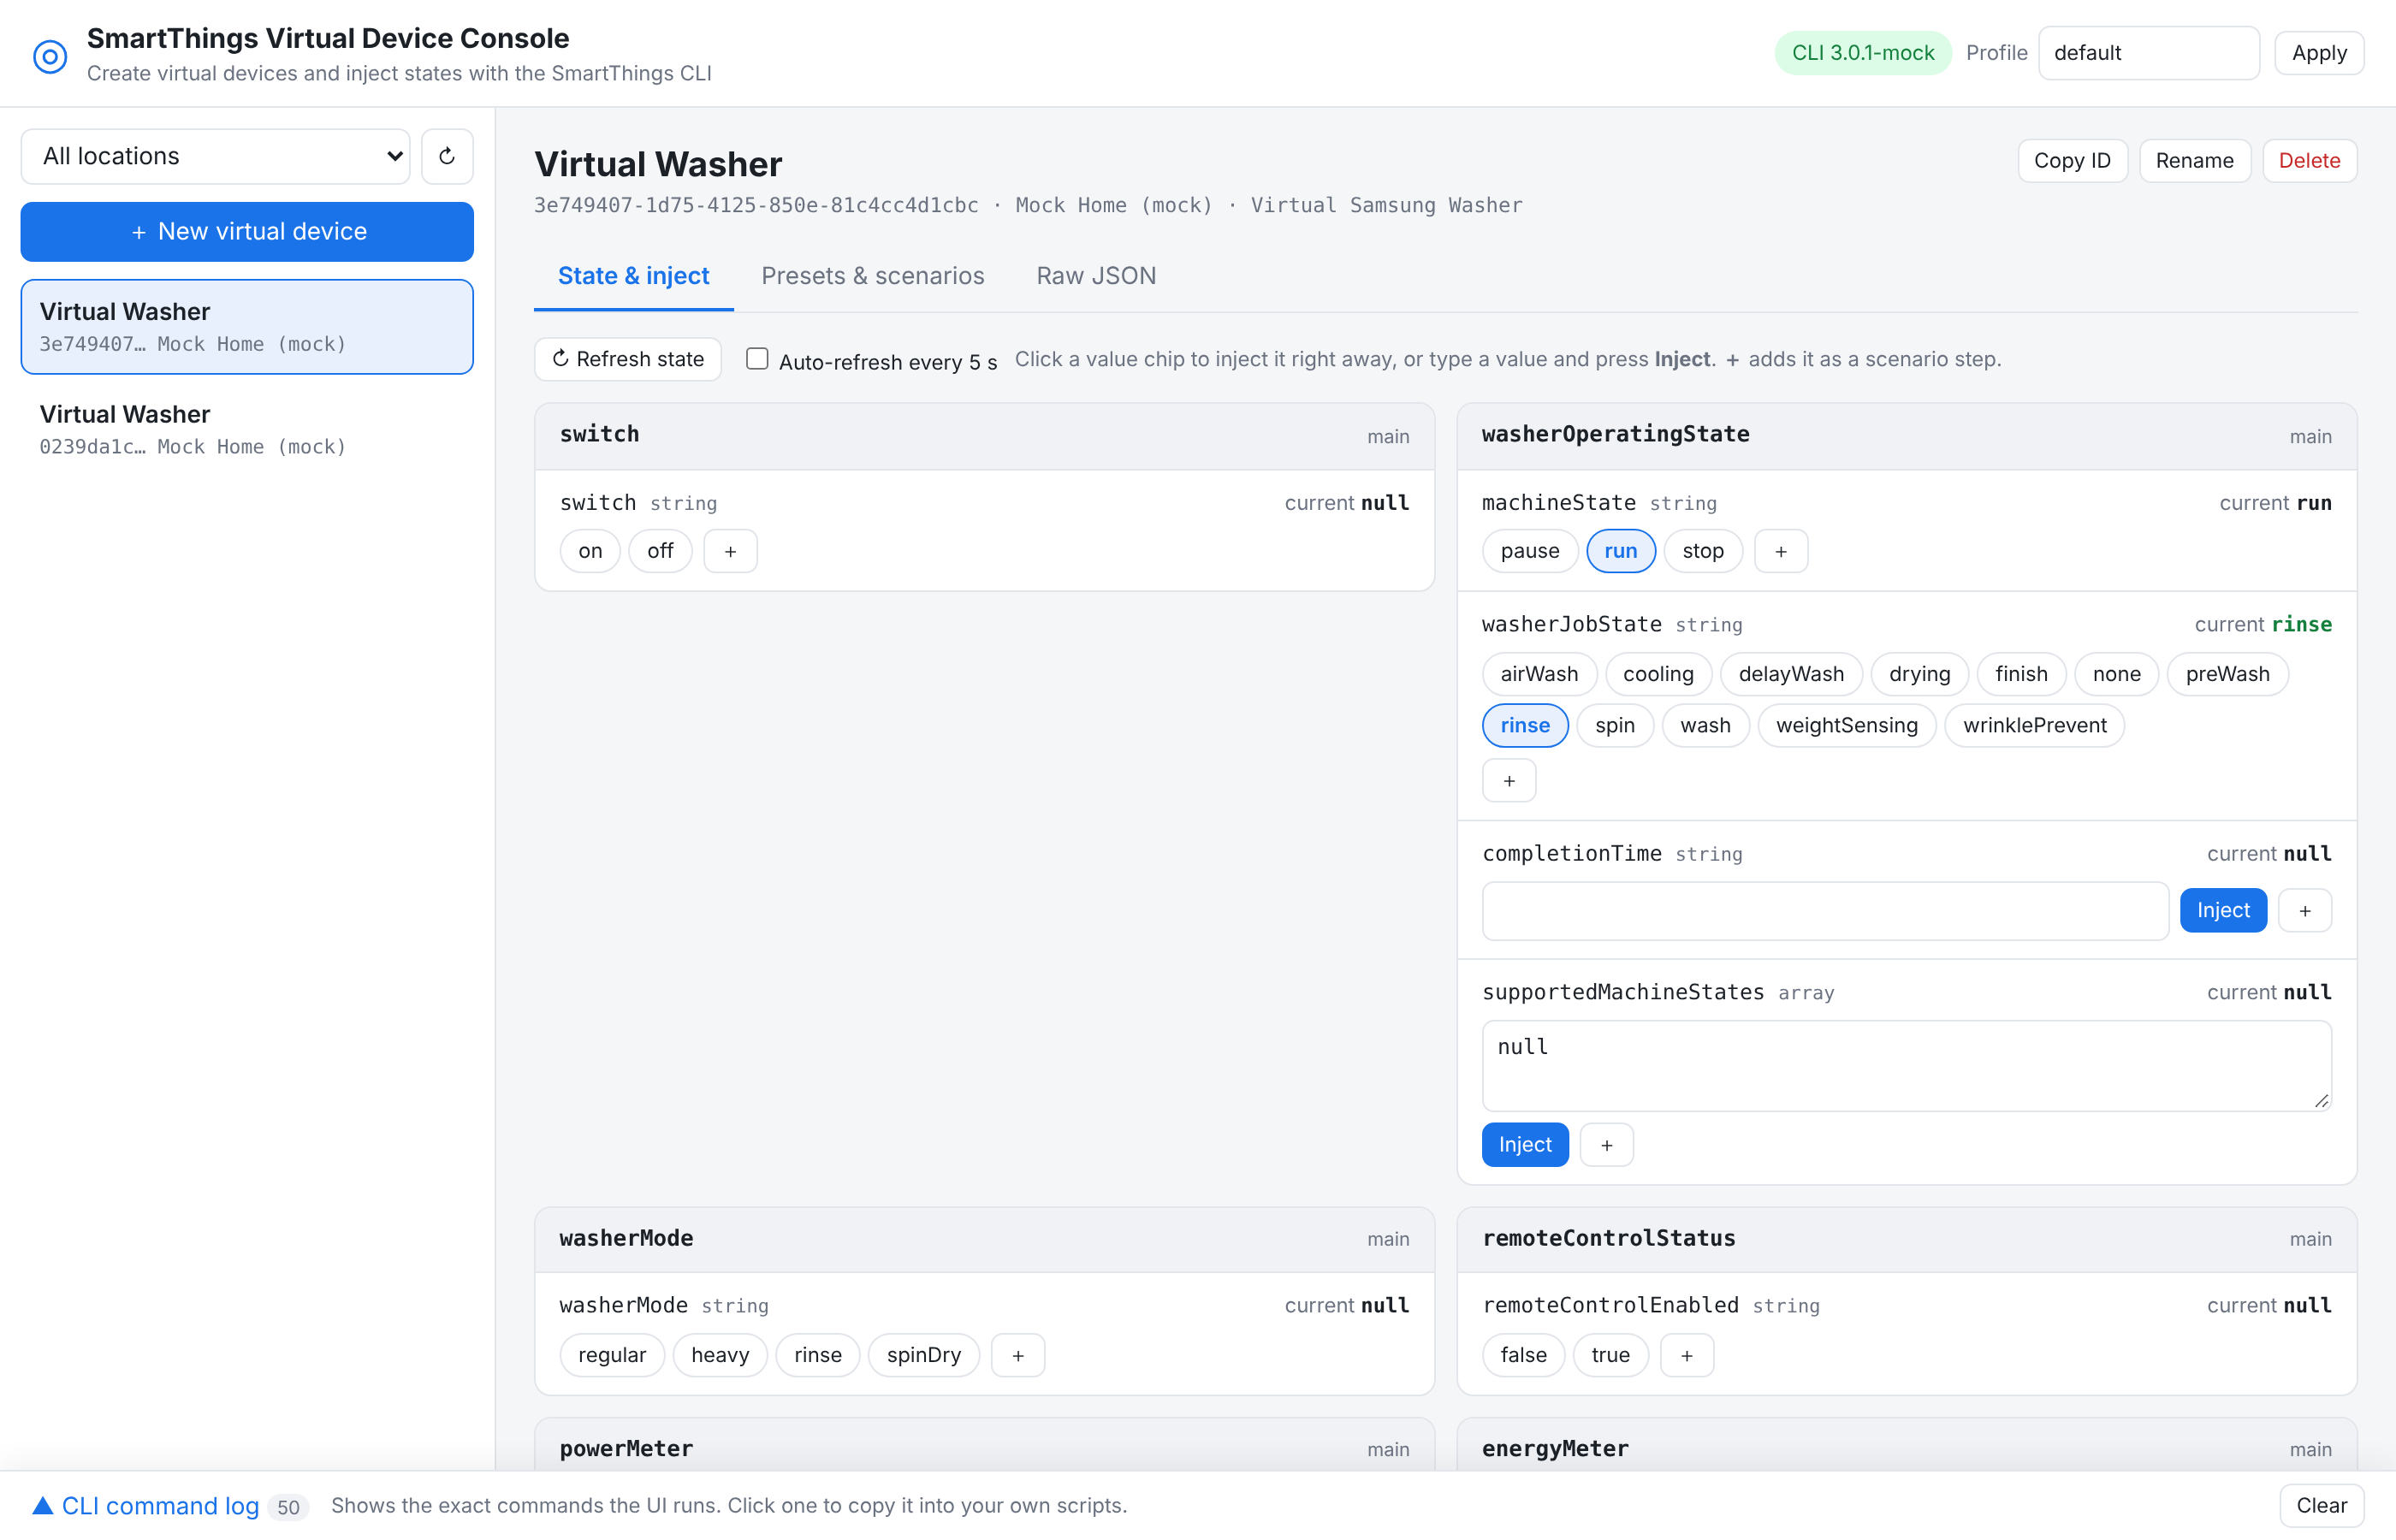 SmartThings Virtual Device Console
Create virtual devices and inject states with the SmartThings CLI
CLI 3.0.1-mock
Profile
default
Apply
All locations
↻
+ New virtual device
Virtual Washer
3e749407… Mock Home (mock)
Virtual Washer
0239da1c… Mock Home (mock)
Virtual Washer
3e749407-1d75-4125-850e-81c4cc4d1cbc · Mock Home (mock) · Virtual Samsung Washer
Copy ID
Rename
Delete
State & inject
Presets & scenarios
Raw JSON
↻ Refresh state
Auto-refresh every 5 s
Click a value chip to inject it right away, or type a value and press Inject. + adds it as a scenario step.
switch main
switch string current null
on off +
washerOperatingState main
machineState string current run
pause run stop +
washerJobState string current rinse
airWash cooling delayWash drying finish none preWash
rinse spin wash weightSensing wrinklePrevent
+
completionTime string current null
Inject +
supportedMachineStates array current null
null
Inject +
washerMode main
washerMode string current null
regular heavy rinse spinDry +
remoteControlStatus main
remoteControlEnabled string current null
false true +
powerMeter main
energyMeter main
▲ CLI command log 50 Shows the exact commands the UI runs. Click one to copy it into your own scripts.
Clear